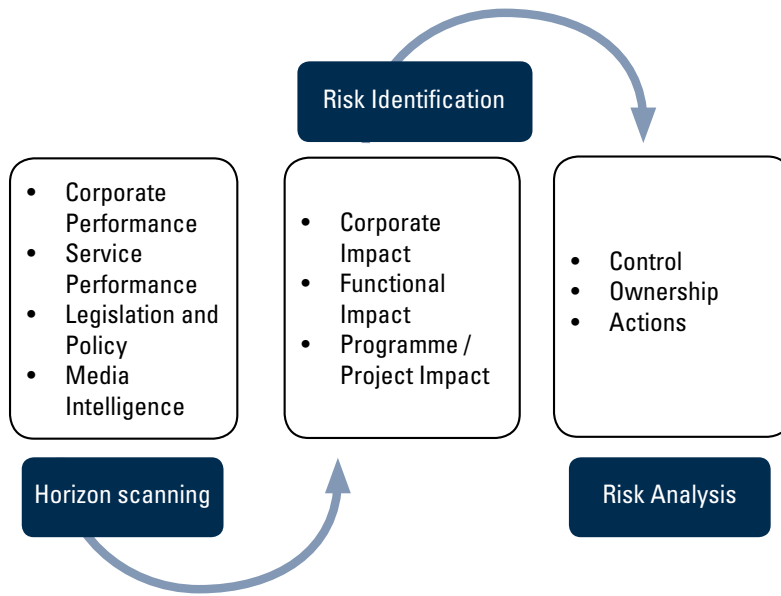 Risk Identification
• Corporate
Performance
• Service
Performance
• Legislation and
Policy
• Media
Intelligence
• Corporate
Impact
• Functional
Impact
• Programme /
Project Impact
• Control
• Ownership
• Actions
Horizon scanning
Risk Analysis